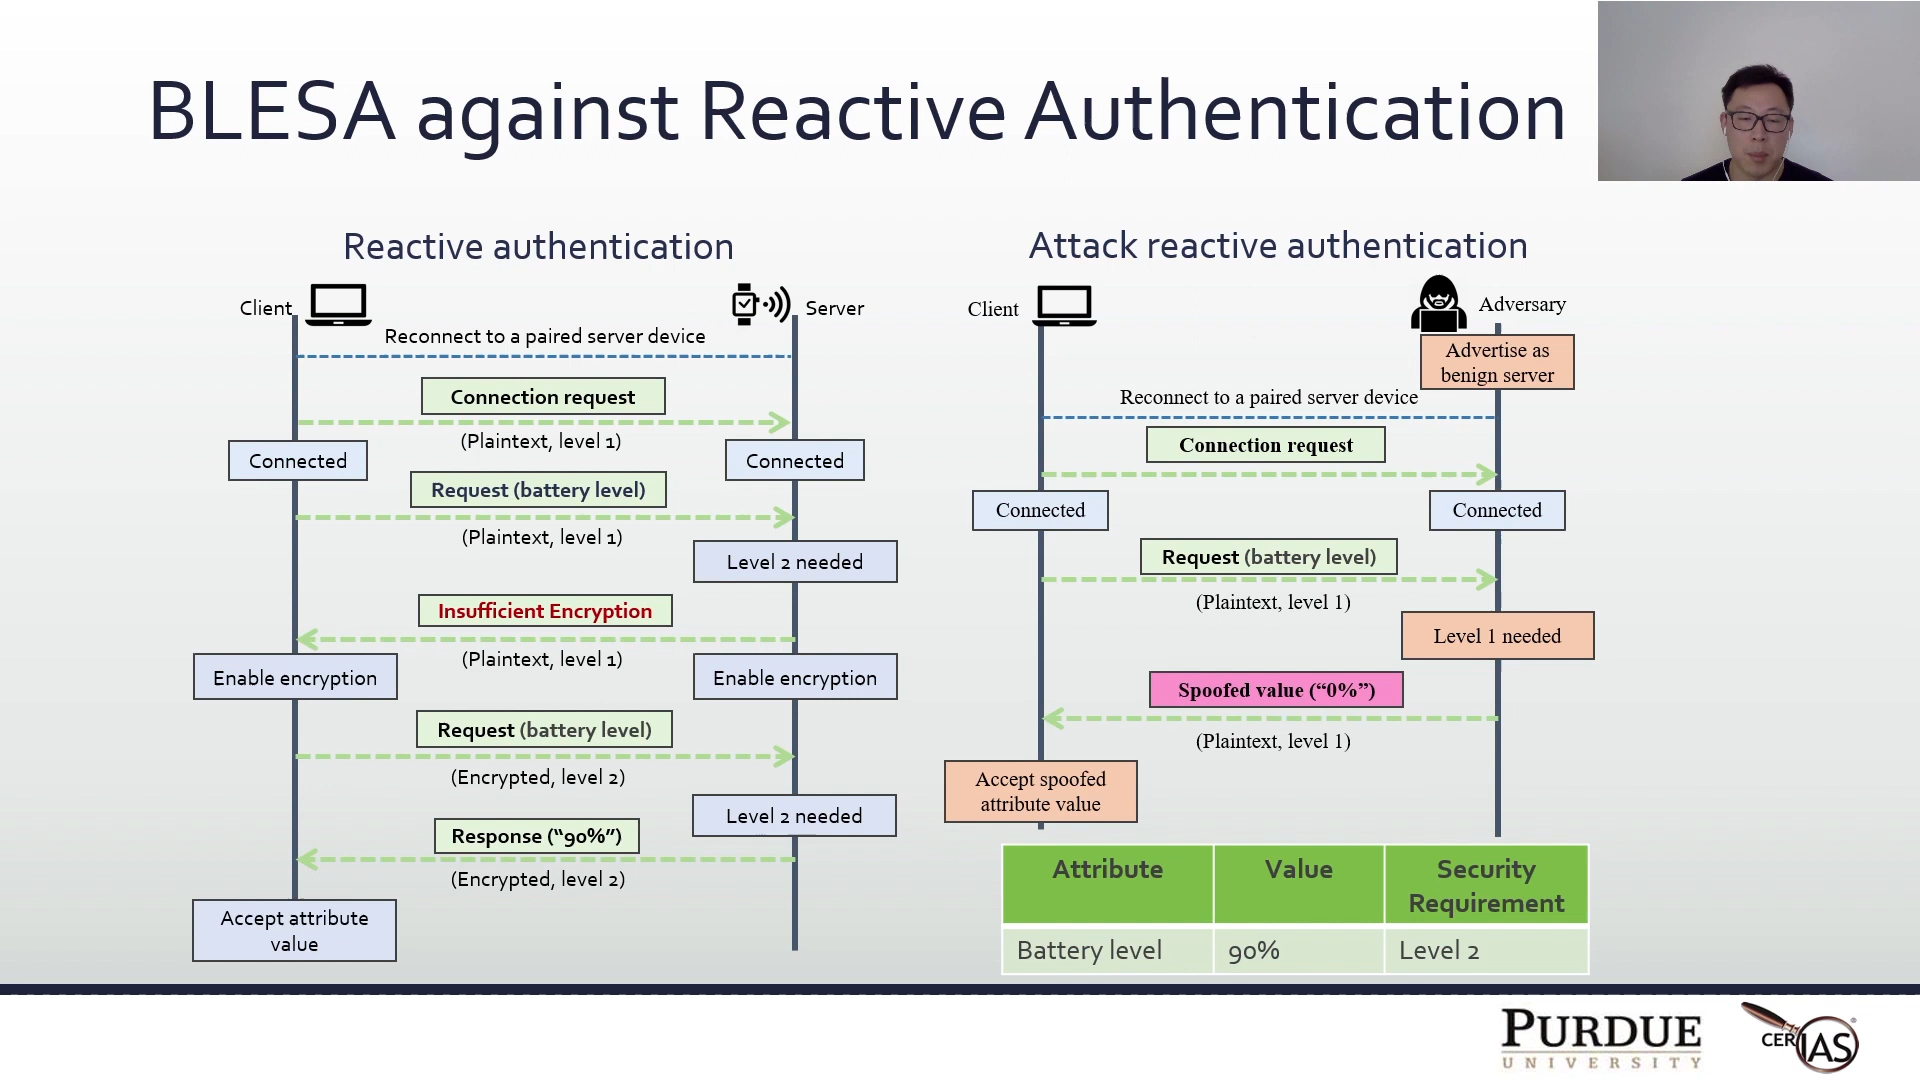 BLESA against Reactive Authentication
Reactive authentication
Client
Server
Reconnect to a paired server device
Connection request
(Plaintext, level 1)
Connected
Connected
Request (battery level)
(Plaintext, level 1)
Level 2 needed
Insufficient Encryption
(Plaintext, level 1)
Enable encryption
Enable encryption
Request (battery level)
(Encrypted, level 2)
Level 2 needed
Response (“90%”)
(Encrypted, level 2)
Accept attribute
value
Attack reactive authentication
Client
Adversary
Advertise as
benign server
Reconnect to a paired server device
Connection request
Connected
Connected
Request (battery level)
(Plaintext, level 1)
Level 1 needed
Spoofed value (“0%”)
(Plaintext, level 1)
Accept spoofed
attribute value
Attribute
Value
Security
Requirement
Battery level
90%
Level 2
PURDUE
UNIVERSITY
CERIAS